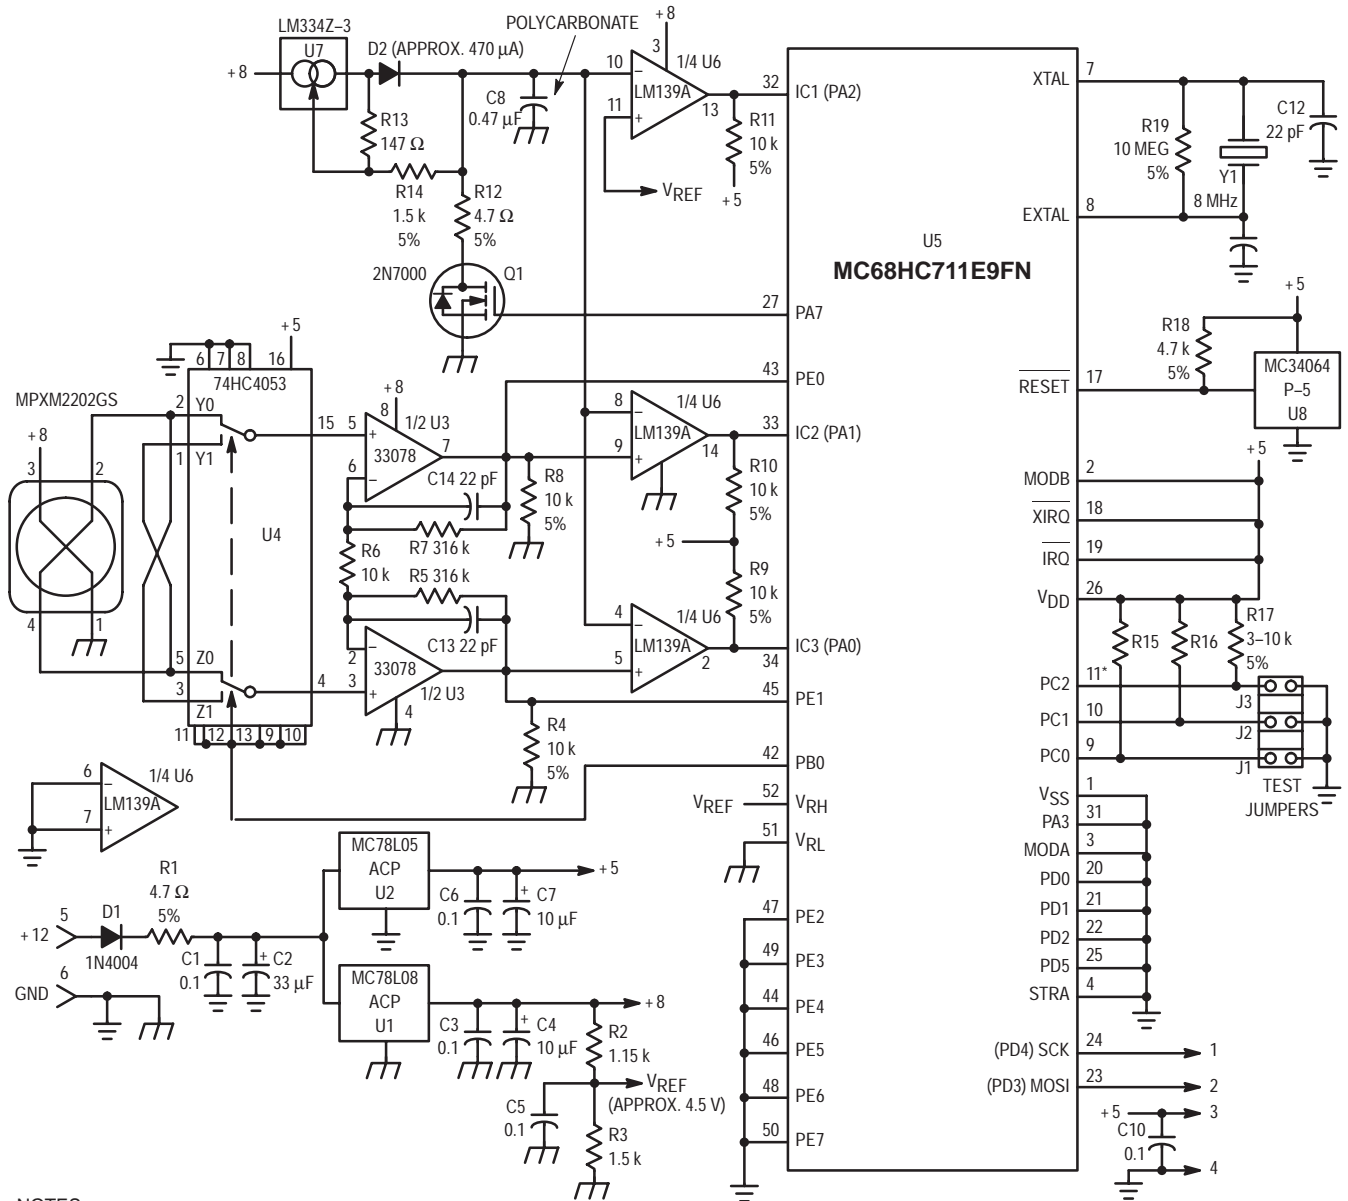 LM334Z–3
U7
+8
D2 (APPROX. 470 μA)
POLYCARBONATE
+8
3
1/4 U6
10
–
11
+
LM139A
13
C8
0.47 μF
R13
147 Ω
R14
1.5 k
5%
R12
4.7 Ω
5%
VREF
R11
10 k
5%
+5
2N7000
Q1
32
IC1 (PA2)
27
PA7
43
PE0
33
IC2 (PA1)
IC3 (PA0)
34
45
PE1
42
PB0
52
VRH
VREF
51
VRL
47
PE2
49
PE3
44
PE4
46
PE5
48
PE6
50
PE7
U5
MC68HC711E9FN
XTAL
7
EXTAL
8
R19
10 MEG
5%
Y1
8 MHz
C12
22 pF
+5
R18
4.7 k
5%
MC34064
P–5
U8
RESET
17
+5
MODB
2
XIRQ
18
IRQ
19
VDD
26
R15
R16
R17
3–10 k
5%
PC2
11*
J3
PC1
10
J2
PC0
9
J1
TEST
JUMPERS
VSS
1
PA3
31
MODA
3
PD0
20
PD1
21
PD2
22
PD5
25
STRA
4
(PD4) SCK
24
1
(PD3) MOSI
23
2
+5
3
C10
0.1
4
MPXM2202GS
+8
3
2
4
1
+5
6
7
8
16
74HC4053
2
Y0
1
Y1
15
U4
5
Z0
3
Z1
4
11
12
13
9
10
+8
8
5
+
6
–
1/2 U3
33078
7
C14 22 pF
R7 316 k
R6
10 k
R5 316 k
C13 22 pF
R8
10 k
5%
–
2
3
+
33078
1/2 U3
4
R4
10 k
5%
8
–
9
+
1/4 U6
LM139A
14
R10
10 k
5%
+5
R9
10 k
5%
4
–
5
+
1/4 U6
LM139A
2
6
–
7
+
1/4 U6
LM139A
R1
4.7 Ω
5%
5
+12
D1
1N4004
6
GND
C1
0.1
+
C2
33 μF
MC78L05
ACP
U2
C6
0.1
+
C7
10 μF
+5
MC78L08
ACP
U1
C3
0.1
+
C4
10 μF
+8
R2
1.15 k
VREF
(APPROX. 4.5 V)
C5
0.1
R3
1.5 k
NOTES